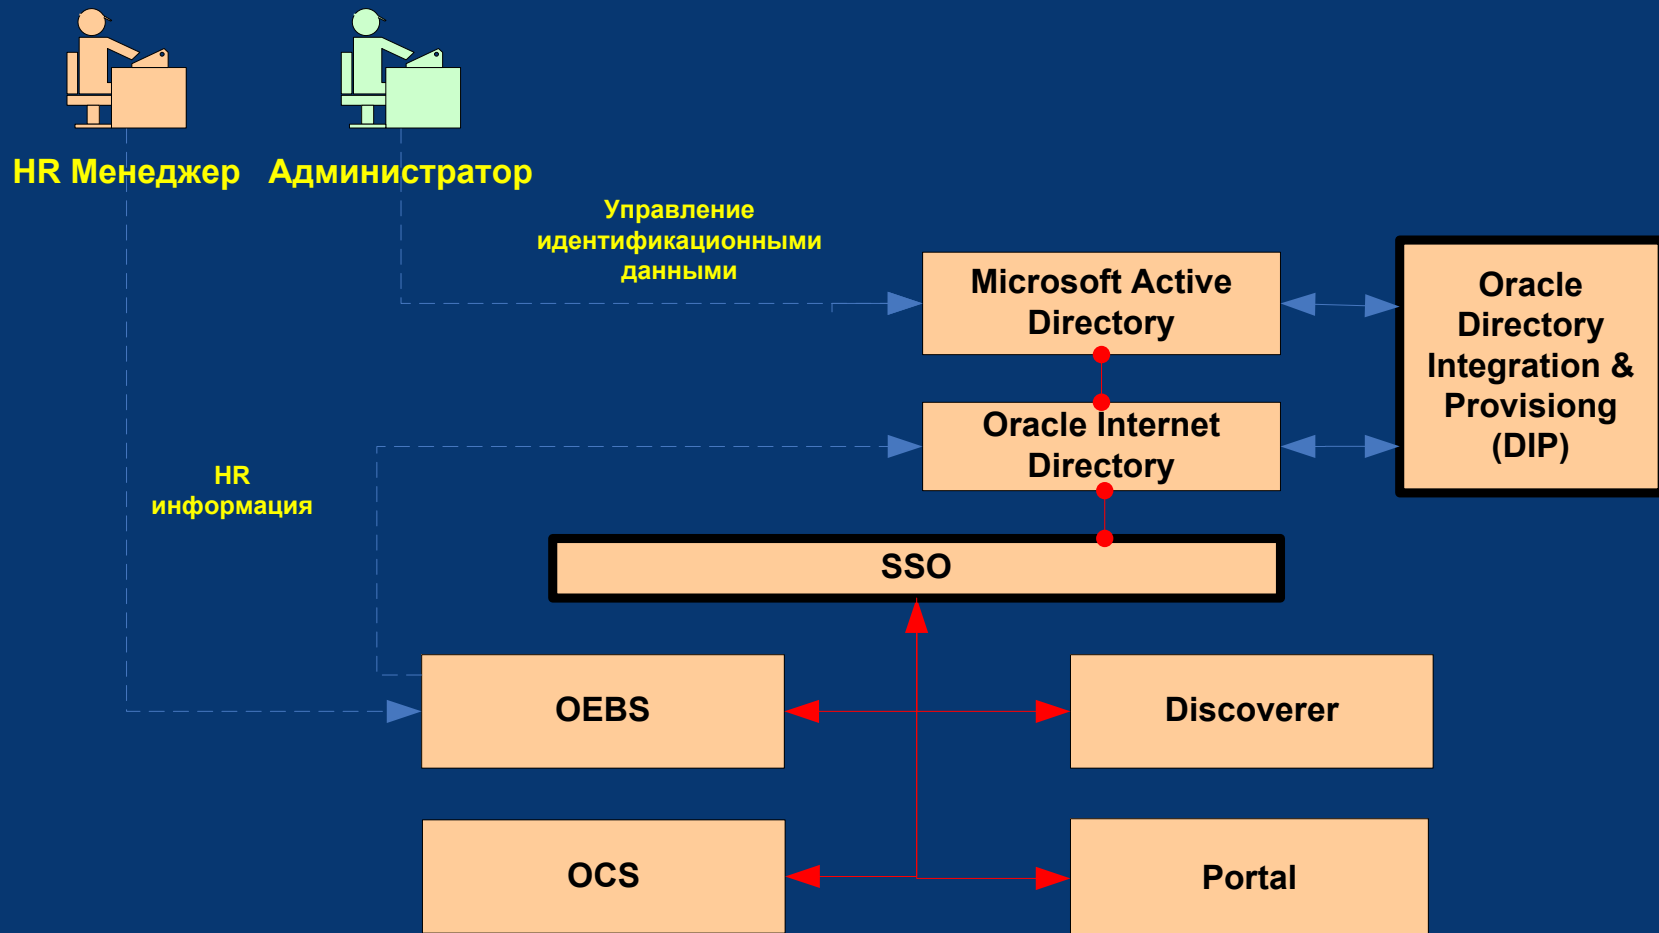 HR Менеджер
Администратор
Управление
идентификационными
данными
Microsoft Active
Directory
Oracle
Directory
Integration &
Provisiong
(DIP)
Oracle Internet
Directory
HR
информация
SSO
OEBS
Discoverer
OCS
Portal